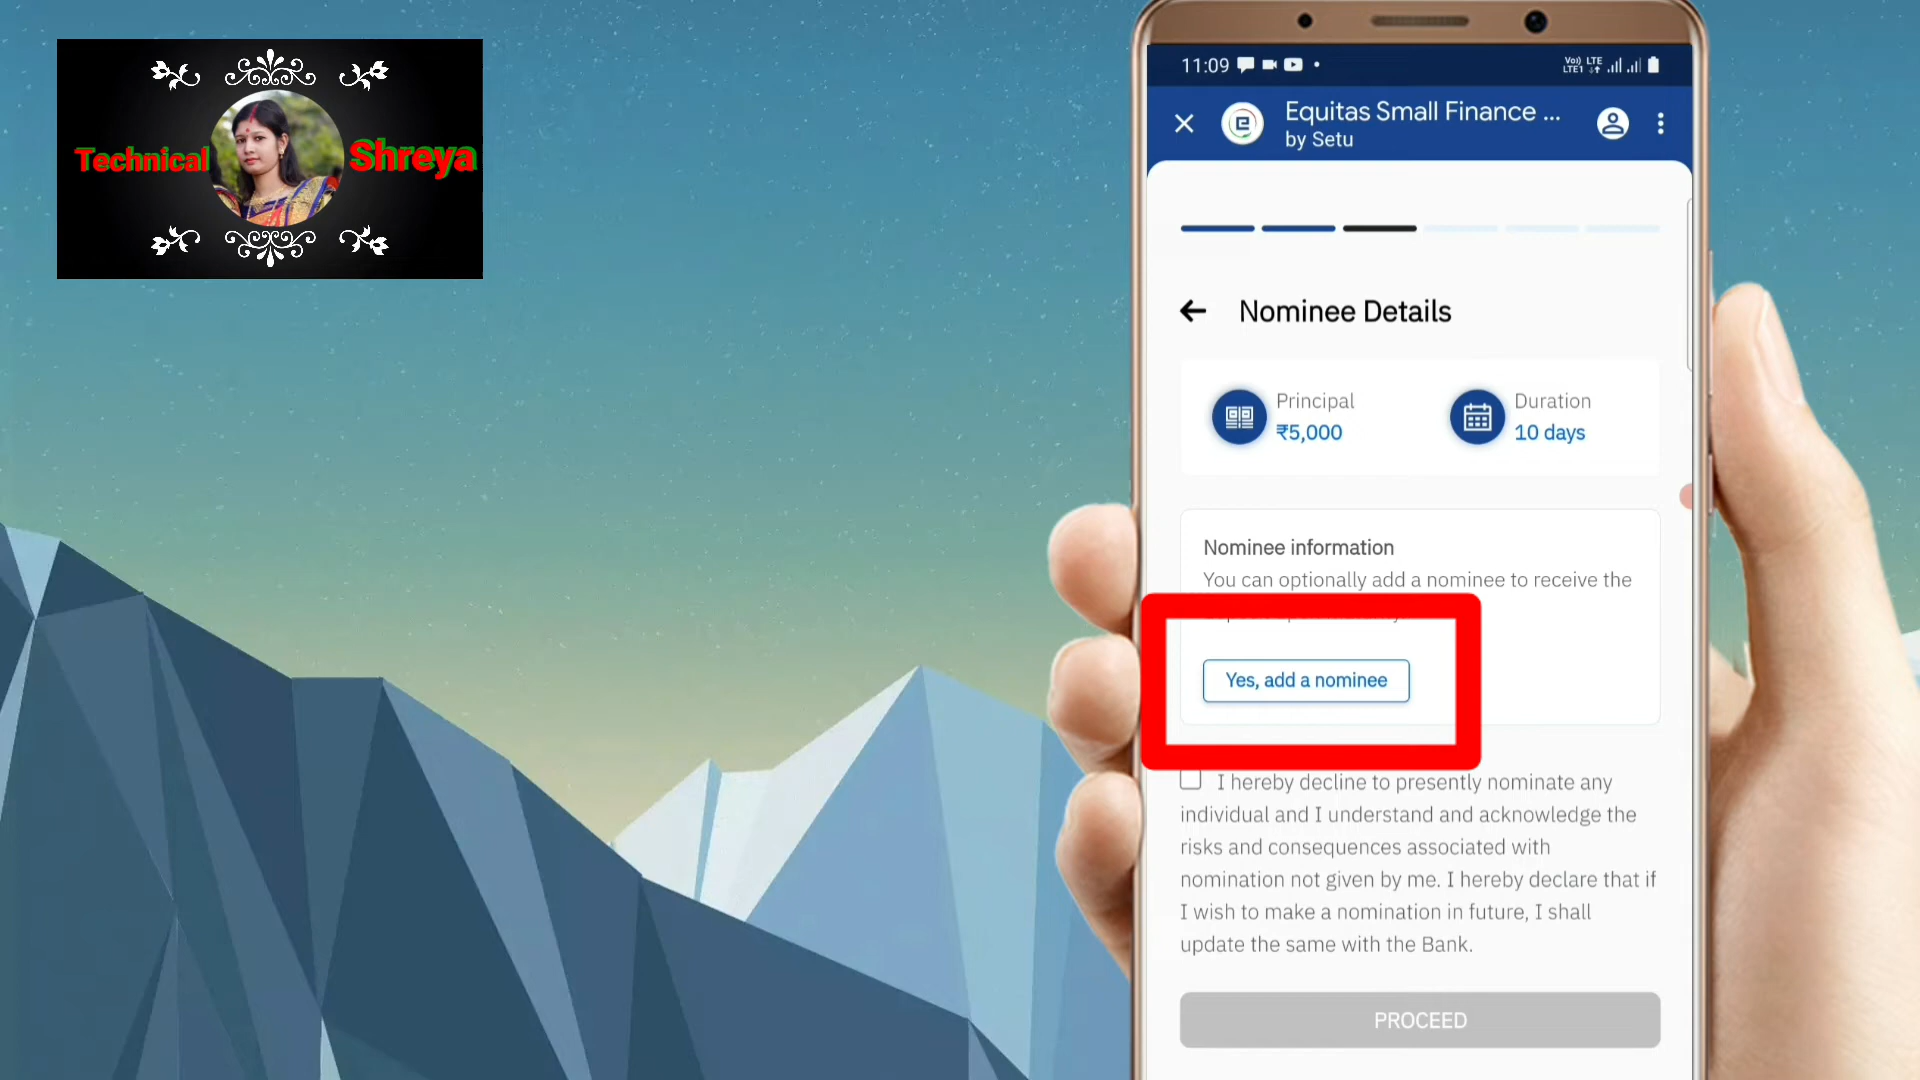 Technical Shreya
11:09
Vo)) LTE
LTE1
Equitas Small Finance ...
by Setu
Nominee Details
Principal
₹5,000
Duration
10 days
Nominee information
You can optionally add a nominee to receive the
Yes, add a nominee
I hereby decline to presently nominate any
individual and I understand and acknowledge the
risks and consequences associated with
nomination not given by me. I hereby declare that if
I wish to make a nomination in future, I shall
update the same with the Bank.
PROCEED